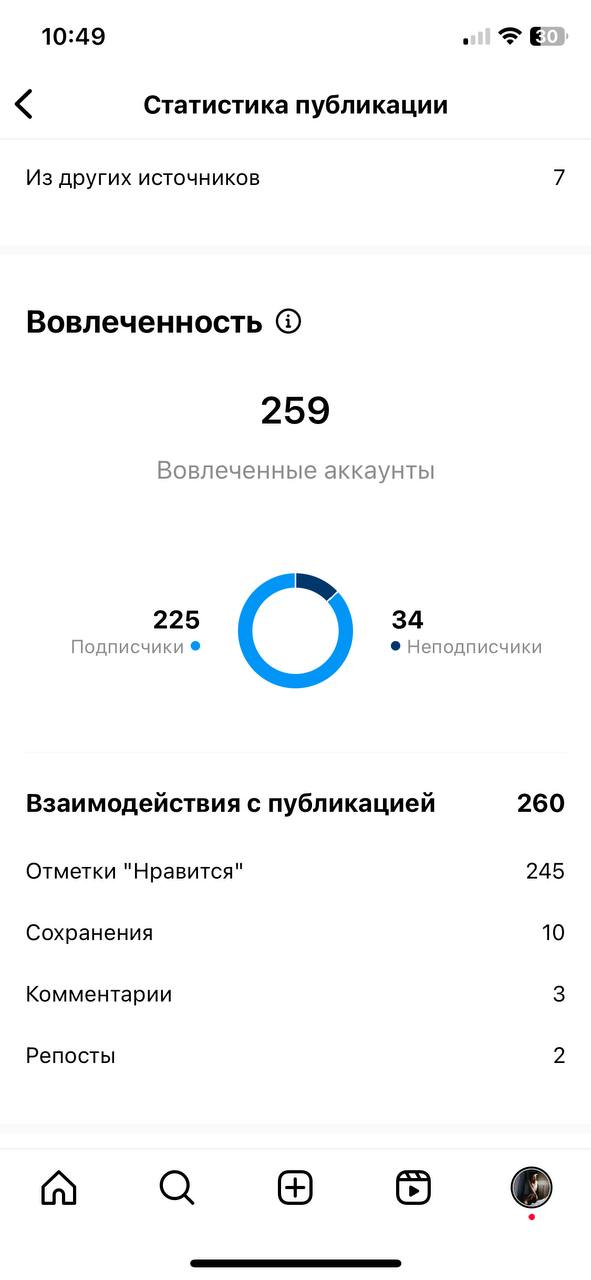 10:49
30
Статистика публикации
Из других источников 7
Вовлеченность
259
Вовлеченные аккаунты
225 34
Подписчики Неподписчики
Взаимодействия с публикацией 260
Отметки "Нравится" 245
Сохранения 10
Комментарии 3
Репосты 2